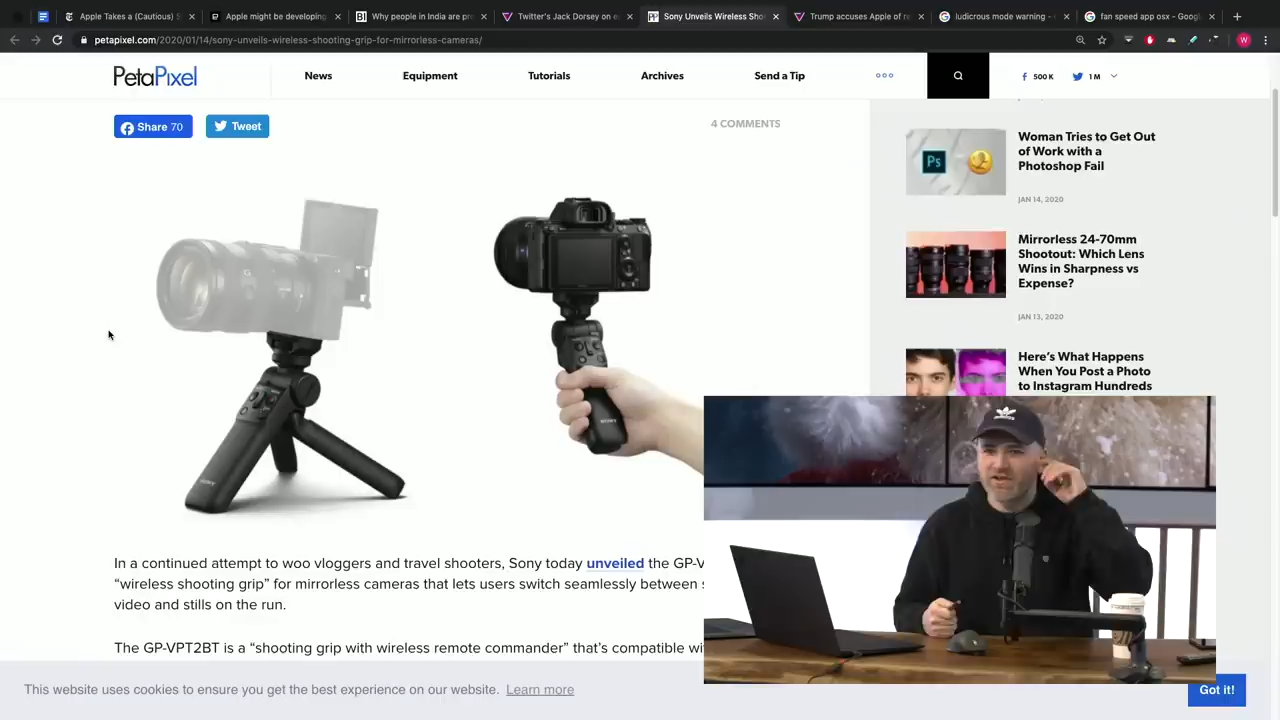 Apple Takes a (Cautious) S
Apple might be developing
Why people in India are pre
Twitter's Jack Dorsey on e
Sony Unveils Wireless Sho
Trump accuses Apple of re
ludicrous mode warning -
fan speed app osx - Googl
petapixel.com/2020/01/14/sony-unveils-wireless-shooting-grip-for-mirrorless-cameras/
PetaPixel
News
Equipment
Tutorials
Archives
Send a Tip
500 K
1 M
Share 70
Tweet
4 COMMENTS
Woman Tries to Get Out
of Work with a
Photoshop Fail
JAN 14, 2020
Mirrorless 24-70mm
Shootout: Which Lens
Wins in Sharpness vs
Expense?
JAN 13, 2020
Here's What Happens
When You Post a Photo
to Instagram Hundreds
Ps
SONY
SONY
In a continued attempt to woo vloggers and travel shooters, Sony today unveiled the GP-V
"wireless shooting grip" for mirrorless cameras that lets users switch seamlessly between s
video and stills on the run.
The GP-VPT2BT is a "shooting grip with wireless remote commander" that's compatible wi
This website uses cookies to ensure you get the best experience on our website. Learn more
Got it!